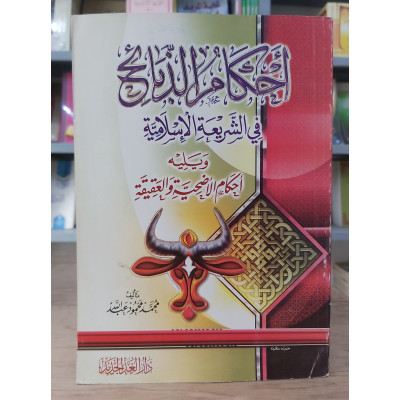 أحكام الذبائح
في الشريعة الإسلامية
ويليه
أحكام الأضحية والعقيقة
تأليف
محمد محمود عبد الله
دار الغد الجديد